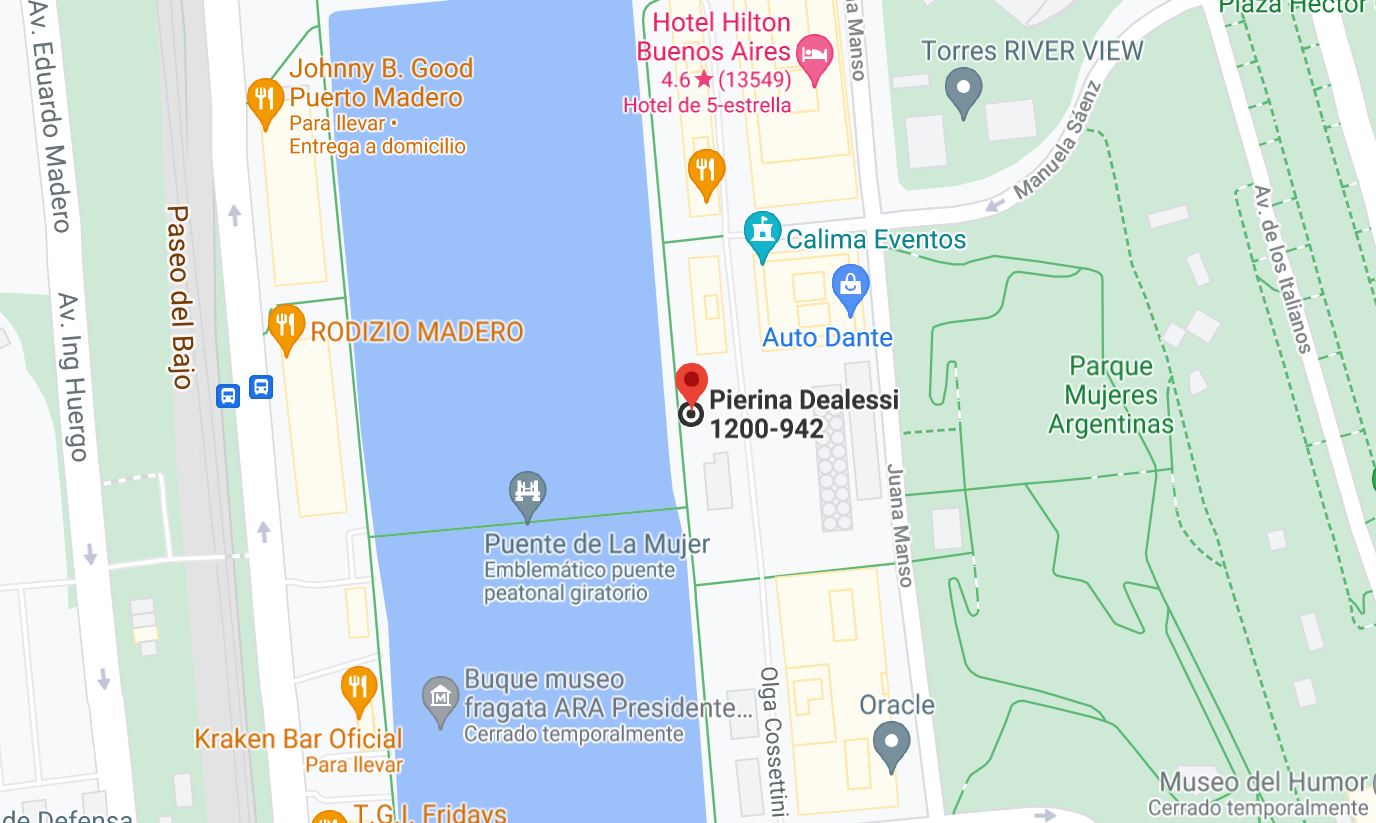 Av. Eduardo Madero
Plaza Héctor
Hotel Hilton
Buenos Aires
4.6★(13549)
Hotel de 5-estrella
Manso
Torres RIVER VIEW
Johnny B. Good
Puerto Madero
Para llevar •
Entrega a domicilio
Manuela Sáenz
Paseo del Bajo
Av. de los Italianos
Calima Eventos
Av. Ing Huergo
RODIZIO MADERO
Auto Dante
Parque
Mujeres
Argentinas
Pierina Dealessi
1200-942
Juana Manso
Puente de La Mujer
Emblemático puente
peatonal giratorio
Buque museo
fragata ARA Presidente...
Cerrado temporalmente
Olga Cossettini
Oracle
Kraken Bar Oficial
Para llevar
Museo del Humor (
Cerrado temporalmente
T.G.I. Fridays
de Defensa